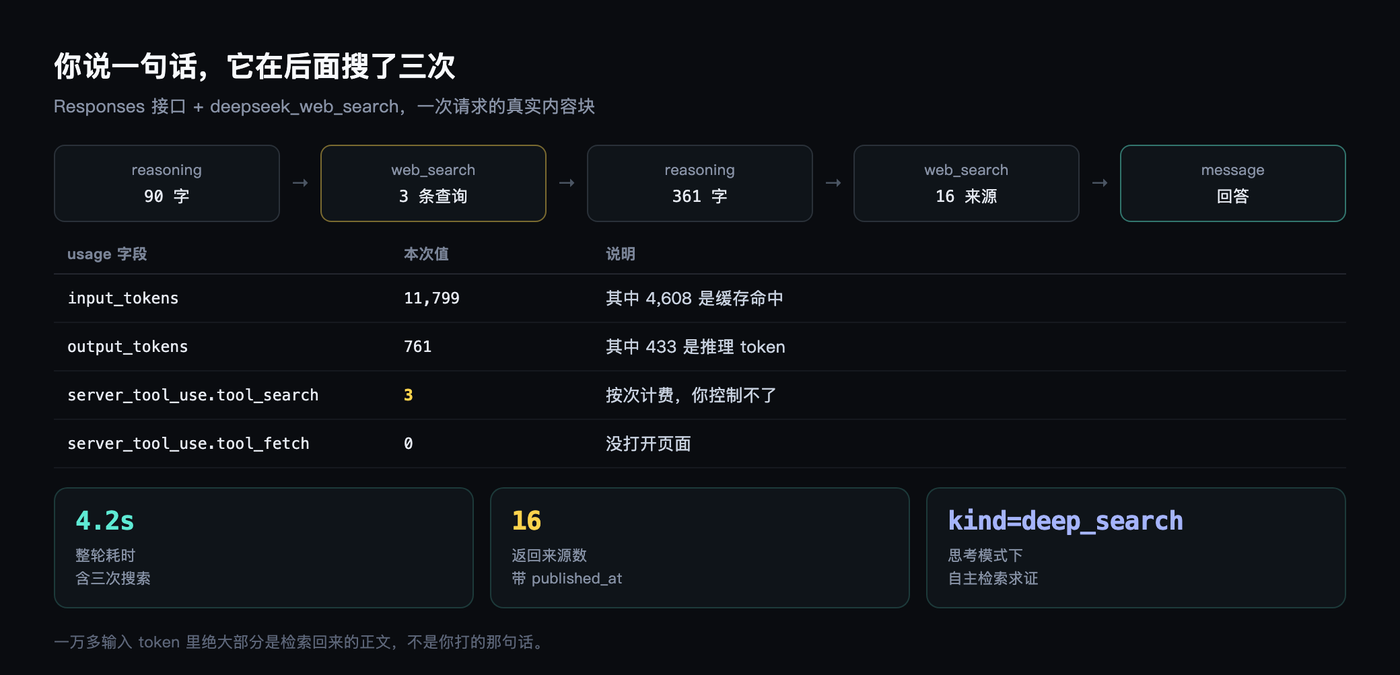 你说一句话，它在后面搜了三次
Responses 接口 + deepseek_web_search，一次请求的真实内容块
reasoning
90 字
→
web_search
3 条查询
→
reasoning
361 字
→
web_search
16 来源
→
message
回答
usage 字段 本次值 说明
input_tokens 11,799 其中 4,608 是缓存命中
output_tokens 761 其中 433 是推理 token
server_tool_use.tool_search 3 按次计费，你控制不了
server_tool_use.tool_fetch 0 没打开页面
4.2s
整轮耗时
含三次搜索
16
返回来源数
带 published_at
kind=deep_search
思考模式下
自主检索求证
一万多输入 token 里绝大部分是检索回来的正文，不是你打的那句话。